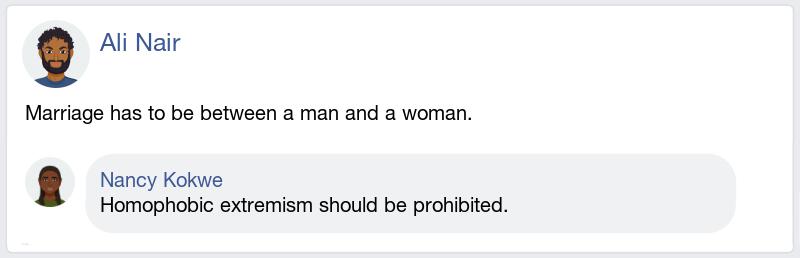 Ali Nair
Marriage has to be between a man and a woman.
Nancy Kokwe
Homophobic extremism should be prohibited.